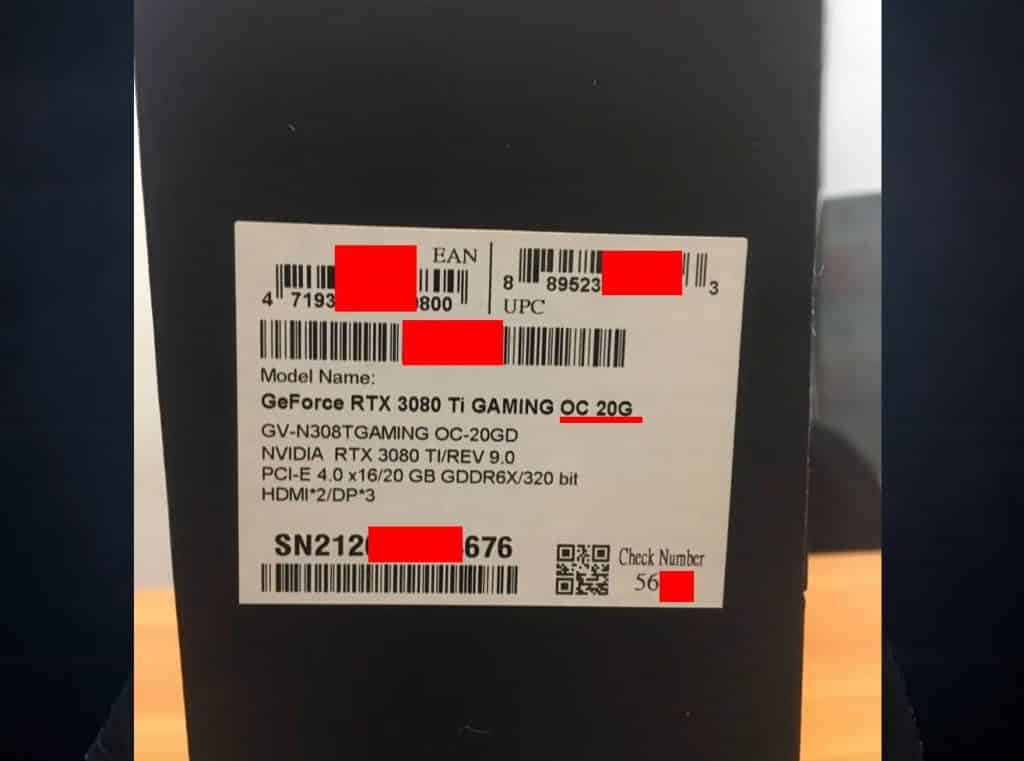 EAN
4 7193 0800
8 89523 3
UPC
Model Name:
GeForce RTX 3080 Ti GAMING OC 20G
GV-N308TGAMING OC-20GD
NVIDIA RTX 3080 TI/REV 9.0
PCI-E 4.0 x16/20 GB GDDR6X/320 bit
HDMI*2/DP*3
SN212 676
Check Number
56